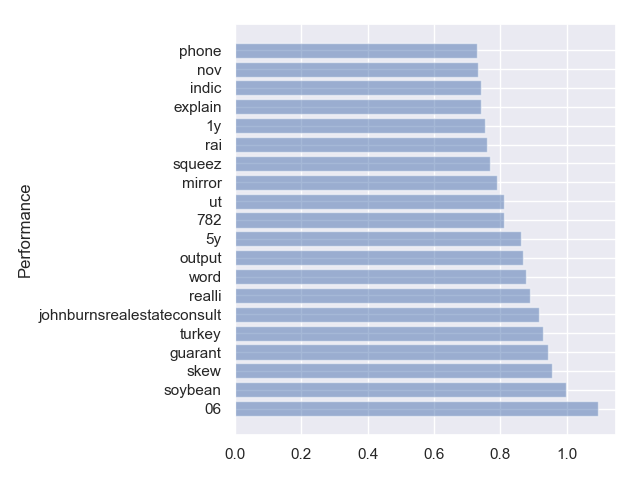 phone
nov
indic
explain
1y
rai
squeez
mirror
ut
782
5y
output
word
realli
johnburnsrealestateconsult
turkey
guarant
skew
soybean
06
Performance
0.0 0.2 0.4 0.6 0.8 1.0